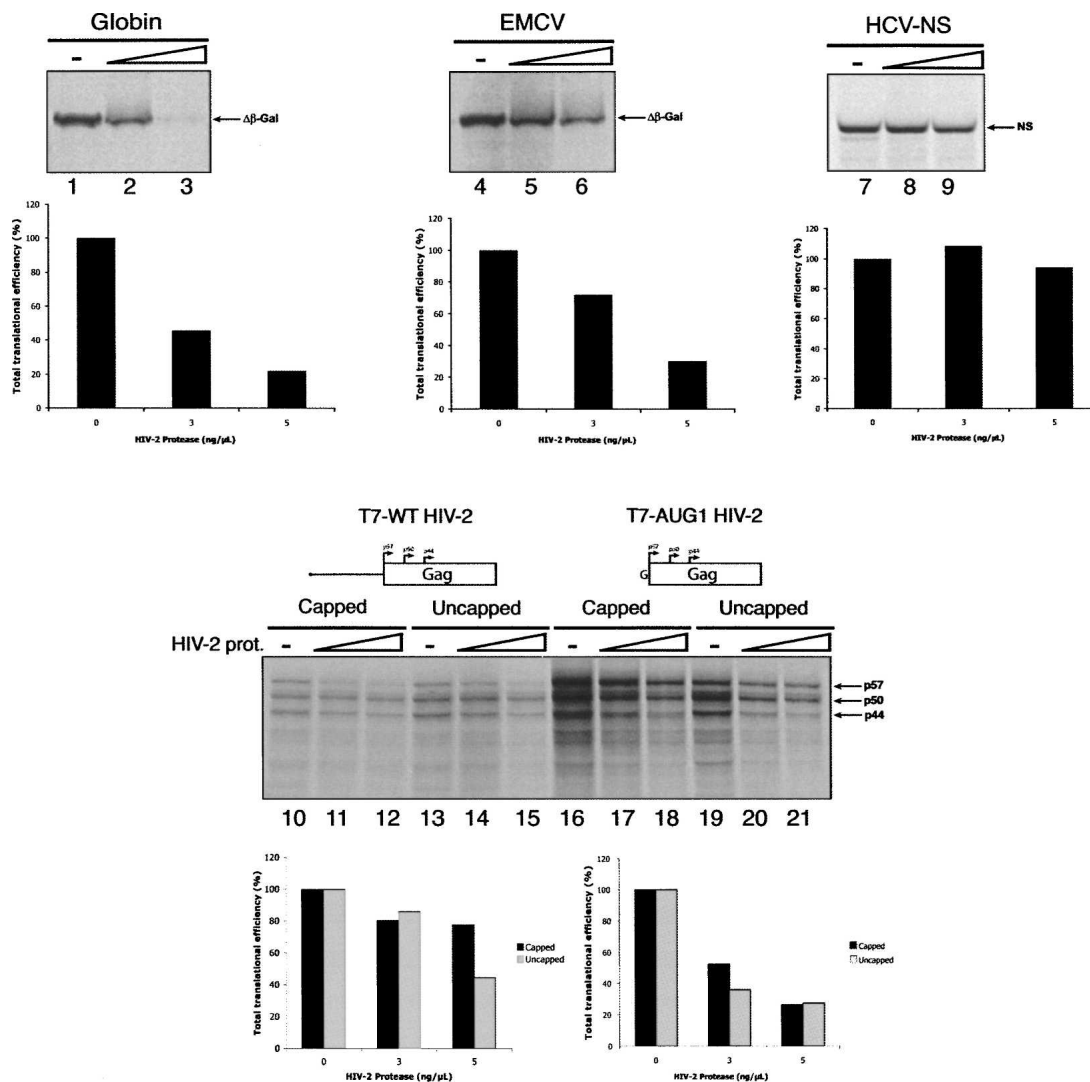 Globin
EMCV
HCV-NS
-
-
-
Δβ-Gal
Δβ-Gal
NS
1 2 3
4 5 6
7 8 9
Total translational efficiency (%)
120
100
80
60
40
20
0
0 3 5
HIV-2 Protease (ng/µL)
Total translational efficiency (%)
120
100
80
60
40
20
0
0 3 5
HIV-2 Protease (ng/µL)
Total translational efficiency (%)
120
100
80
60
40
20
0
0 3 5
HIV-2 Protease (ng/µL)
T7-WT HIV-2
T7-AUG1 HIV-2
p57 p50 p44
Gag
p57 p50 p44
G Gag
Capped Uncapped Capped Uncapped
HIV-2 prot. - - - -
p57
p50
p44
10 11 12 13 14 15 16 17 18 19 20 21
Total translational efficiency (%)
120
100
80
60
40
20
0
0 3 5
HIV-2 Protease (ng/µL)
Capped
Uncapped
Total translational efficiency (%)
120
100
80
60
40
20
0
0 3 5
HIV-2 Protease (ng/µL)
Capped
Uncapped